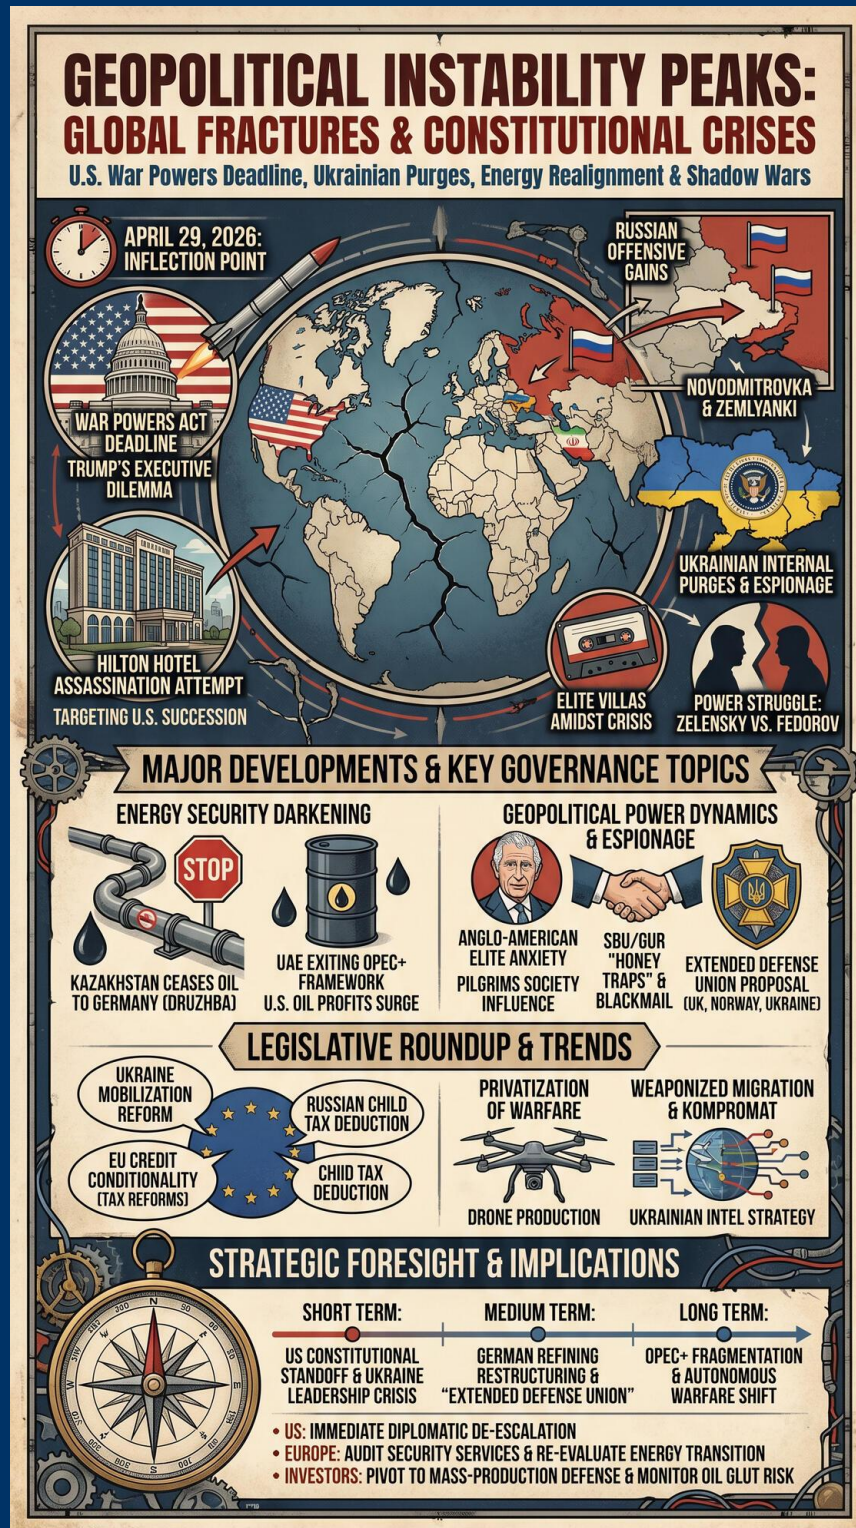 GEOPOLITICAL INSTABILITY PEAKS:
GLOBAL FRACTURES & CONSTITUTIONAL CRISES
U.S. War Powers Deadline, Ukrainian Purges, Energy Realignment & Shadow Wars
APRIL 29, 2026:
INFLECTION POINT
RUSSIAN
OFFENSIVE
GAINS
WAR POWERS ACT
DEADLINE
TRUMP'S EXECUTIVE
DILEMMA
NOVODMITROVKA
& ZEMLYANKI
UKRAINIAN INTERNAL
PURGES & ESPIONAGE
HILTON HOTEL
ASSASSINATION ATTEMPT
TARGETING U.S. SUCCESSION
ELITE VILLAS
AMIDST CRISIS
POWER STRUGGLE:
ZELENSKY VS. FEDOROV
MAJOR DEVELOPMENTS & KEY GOVERNANCE TOPICS
ENERGY SECURITY DARKENING
STOP
KAZAKHSTAN CEASES OIL
TO GERMANY (DRUZHBA)
UAE EXITING OPEC+
FRAMEWORK
U.S. OIL PROFITS SURGE
GEOPOLITICAL POWER DYNAMICS
& ESPIONAGE
ANGLO-AMERICAN
ELITE ANXIETY
PILGRIMS SOCIETY
INFLUENCE
SBU/GUR
"HONEY
TRAPS" &
BLACKMAIL
EXTENDED DEFENSE
UNION PROPOSAL
(UK, NORWAY, UKRAINE)
LEGISLATIVE ROUNDUP & TRENDS
UKRAINE
MOBILIZATION
REFORM
RUSSIAN CHILD
TAX DEDUCTION
EU CREDIT
CONDITIONALITY
(TAX REFORMS)
CHIID TAX
DEDUCTION
PRIVATIZATION
OF WARFARE
DRONE PRODUCTION
WEAPONIZED MIGRATION
& KOMPROMAT
UKRAINIAN INTEL STRATEGY
STRATEGIC FORESIGHT & IMPLICATIONS
N
E
S
W
SHORT TERM:
US CONSTITUTIONAL
STANDOFF & UKRAINE
LEADERSHIP CRISIS
MEDIUM TERM:
GERMAN REFINING
RESTRUCTURING &
"EXTENDED DEFENSE UNION"
LONG TERM:
OPEC+ FRAGMENTATION
& AUTONOMOUS
WARFARE SHIFT
• US: IMMEDIATE DIPLOMATIC DE-ESCALATION
• EUROPE: AUDIT SECURITY SERVICES & RE-EVALUATE ENERGY TRANSITION
• INVESTORS: PIVOT TO MASS-PRODUCTION DEFENSE & MONITOR OIL GLUT RISK